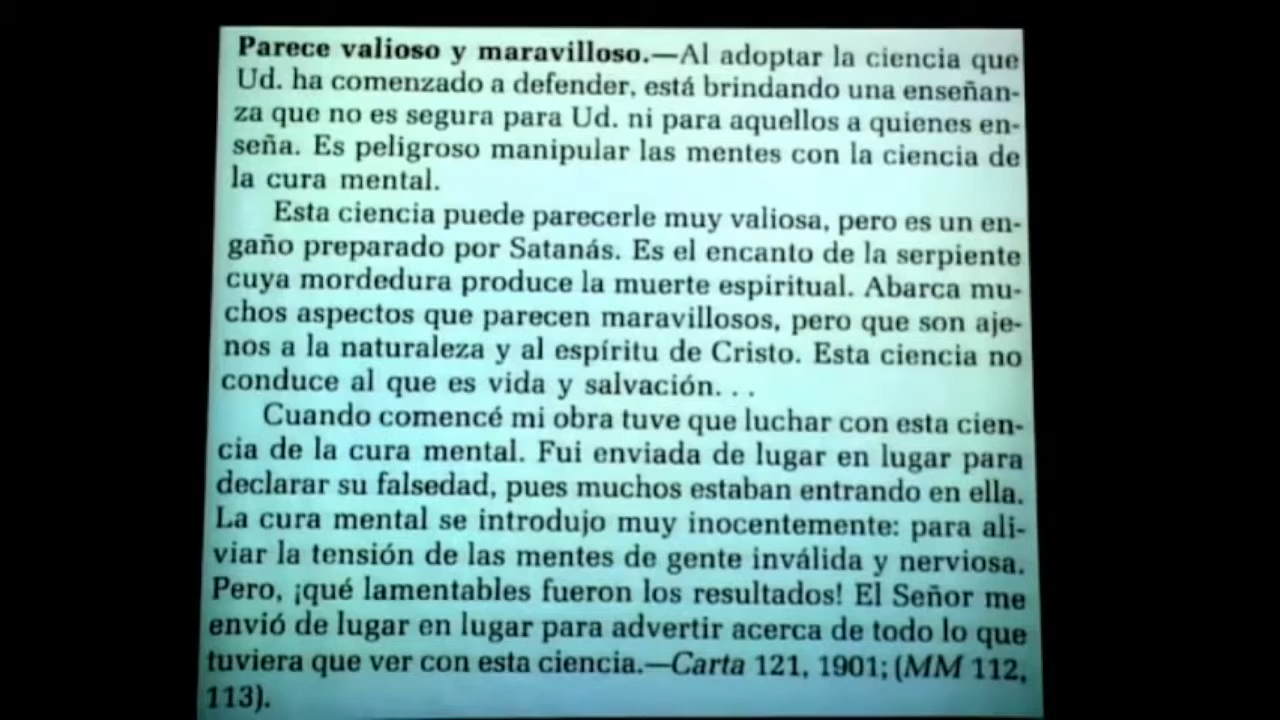 Parece valioso y maravilloso.—Al adoptar la ciencia que
Ud. ha comenzado a defender, está brindando una enseñan-
za que no es segura para Ud. ni para aquellos a quienes en-
seña. Es peligroso manipular las mentes con la ciencia de
la cura mental.
Esta ciencia puede parecerle muy valiosa, pero es un en-
gaño preparado por Satanás. Es el encanto de la serpiente
cuya mordedura produce la muerte espiritual. Abarca mu-
chos aspectos que parecen maravillosos, pero que son aje-
nos a la naturaleza y al espíritu de Cristo. Esta ciencia no
conduce al que es vida y salvación. . .
Cuando comencé mi obra tuve que luchar con esta cien-
cia de la cura mental. Fui enviada de lugar en lugar para
declarar su falsedad, pues muchos estaban entrando en ella.
La cura mental se introdujo muy inocentemente: para ali-
viar la tensión de las mentes de gente inválida y nerviosa.
Pero, ¡qué lamentables fueron los resultados! El Señor me
envió de lugar en lugar para advertir acerca de todo lo que
tuviera que ver con esta ciencia.—Carta 121, 1901; (MM 112,
113).